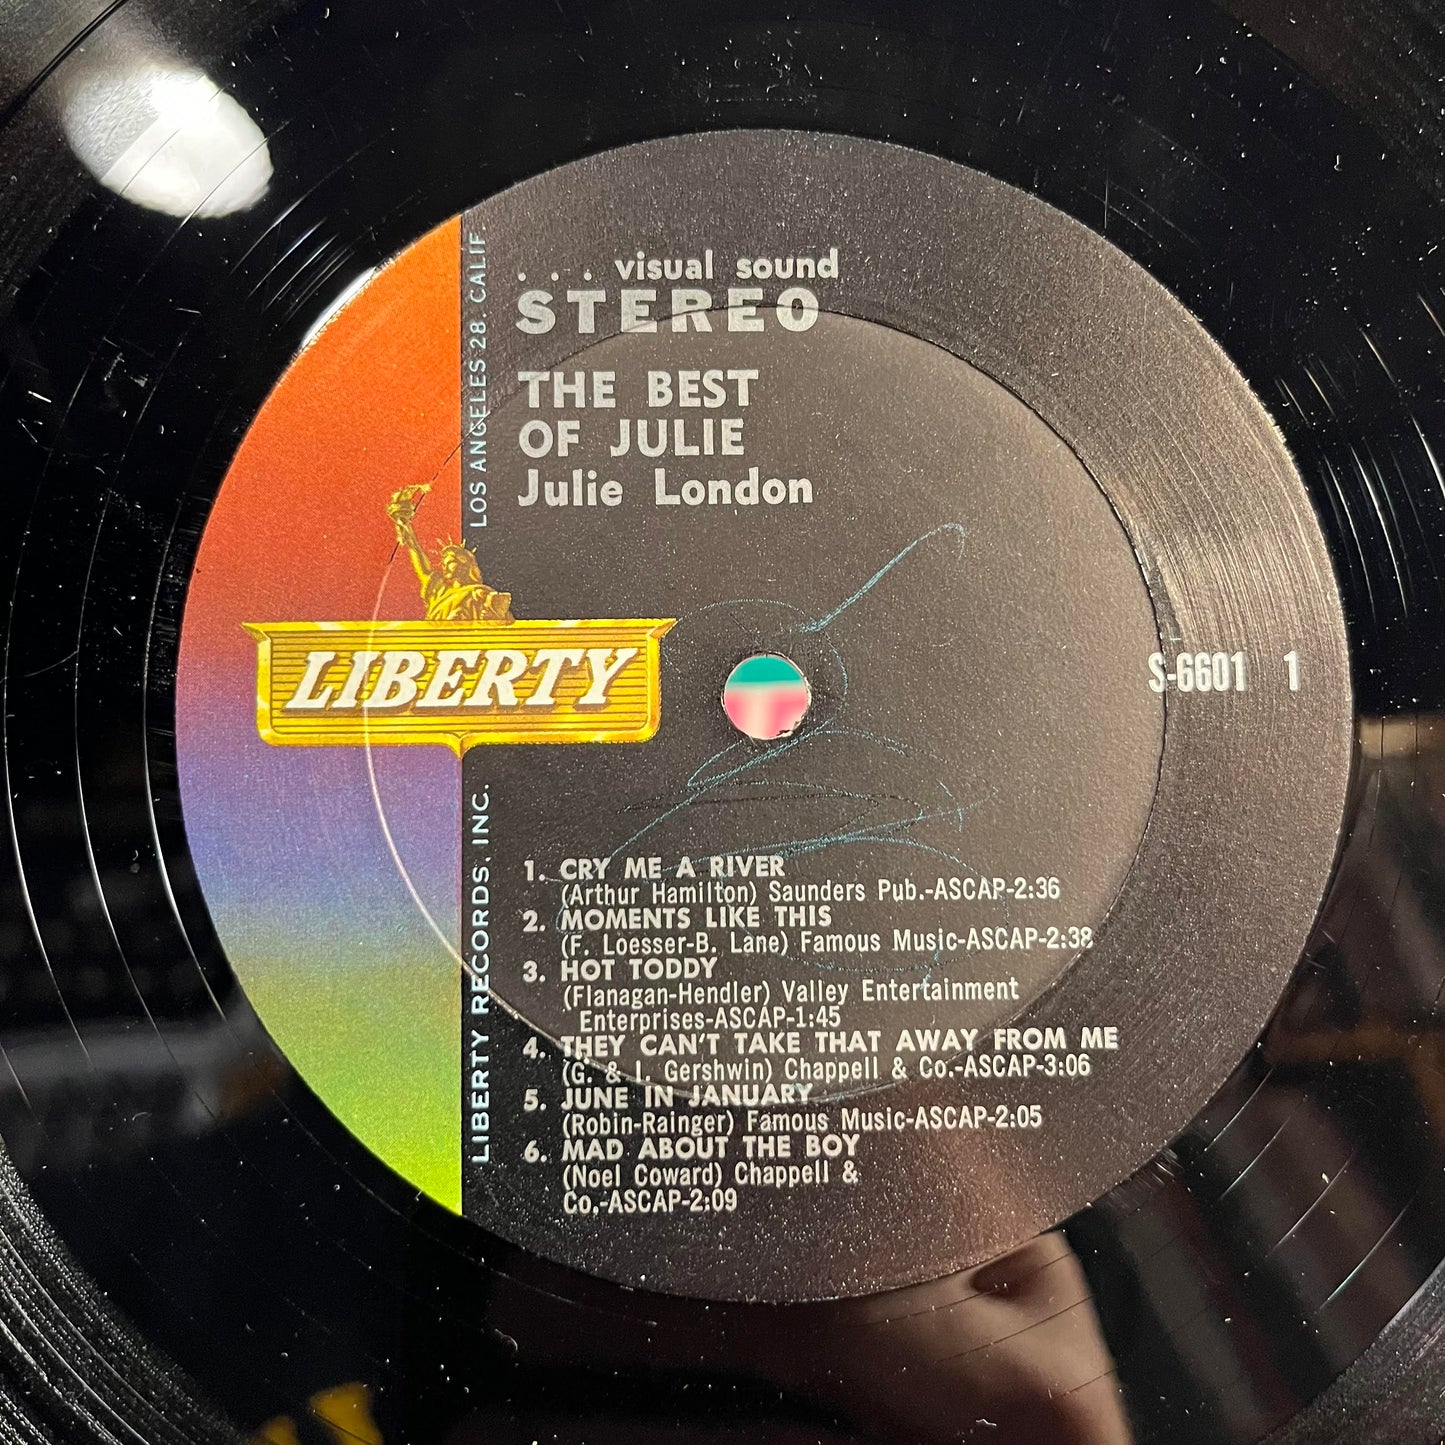 . . . visual sound
STEREO
THE BEST
OF JULIE
Julie London
LOS ANGELES 28, CALIF.
LIBERTY
LIBERTY RECORDS, INC.
S-6601 1
1. CRY ME A RIVER
(Arthur Hamilton) Saunders Pub.-ASCAP-2:36
2. MOMENTS LIKE THIS
(F. Loesser-B. Lane) Famous Music-ASCAP-2:38
3. HOT TODDY
(Flanagan-Hendler) Valley Entertainment
Enterprises-ASCAP-1:45
4. THEY CAN'T TAKE THAT AWAY FROM ME
(G. & I. Gershwin) Chappell & Co.-ASCAP-3:06
5. JUNE IN JANUARY
(Robin-Rainger) Famous Music-ASCAP-2:05
6. MAD ABOUT THE BOY
(Noel Coward) Chappell &
Co.-ASCAP-2:09